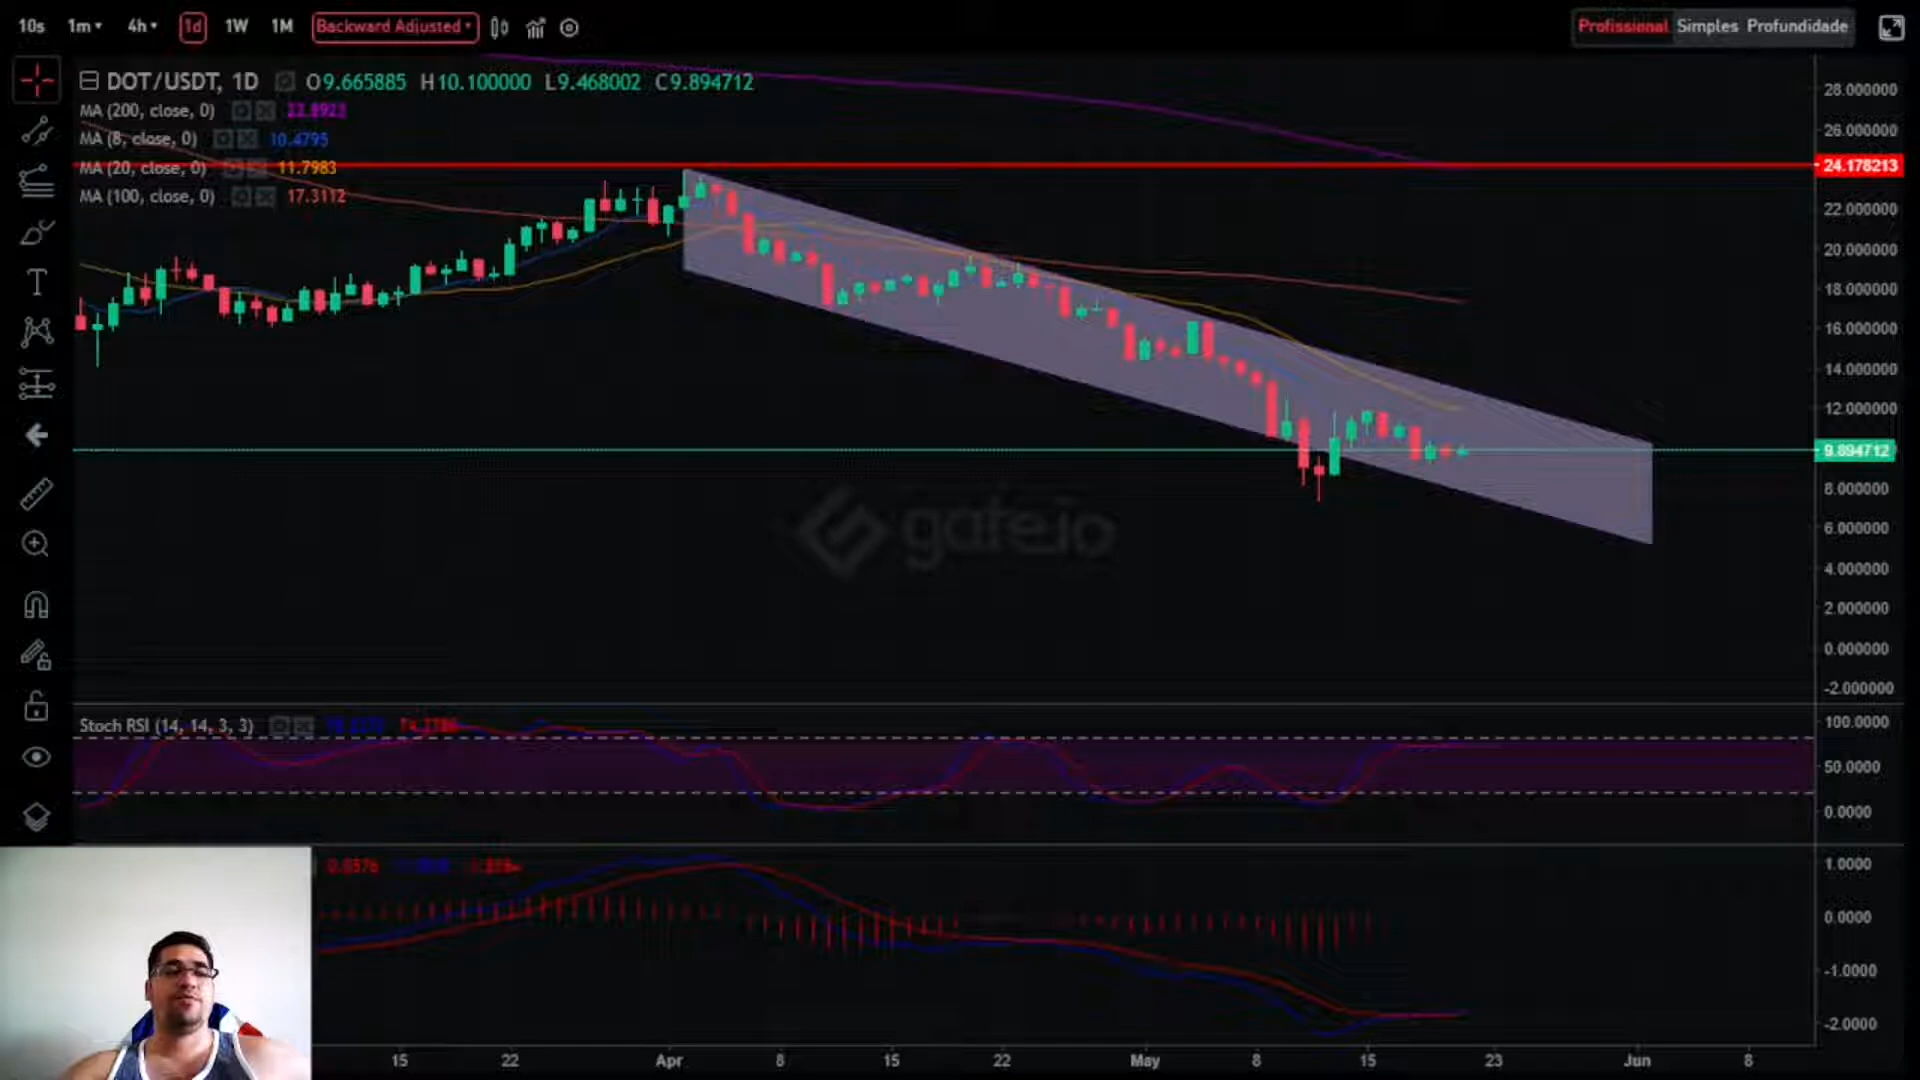 10s 1m 4h 1d 1W 1M Backward Adjusted Profissional Simples Profundidade
DOT/USDT, 1D O9.665885 H10.100000 L9.468002 C9.894712
MA (200, close, 0)
MA (8, close, 0) 10.4795
MA (20, close, 0) 11.7983
MA (100, close, 0) 17.3112
28.000000
26.000000
24.178213
22.000000
20.000000
18.000000
16.000000
14.000000
12.000000
9.894712
8.000000
6.000000
4.000000
2.000000
0.000000
-2.000000
gate.io
Stoch RSI (14, 14, 3, 3)
100.0000
50.0000
0.0000
1.0000
0.0000
-1.0000
-2.0000
15 22 Apr 8 15 22 May 8 15 23 Jun 8